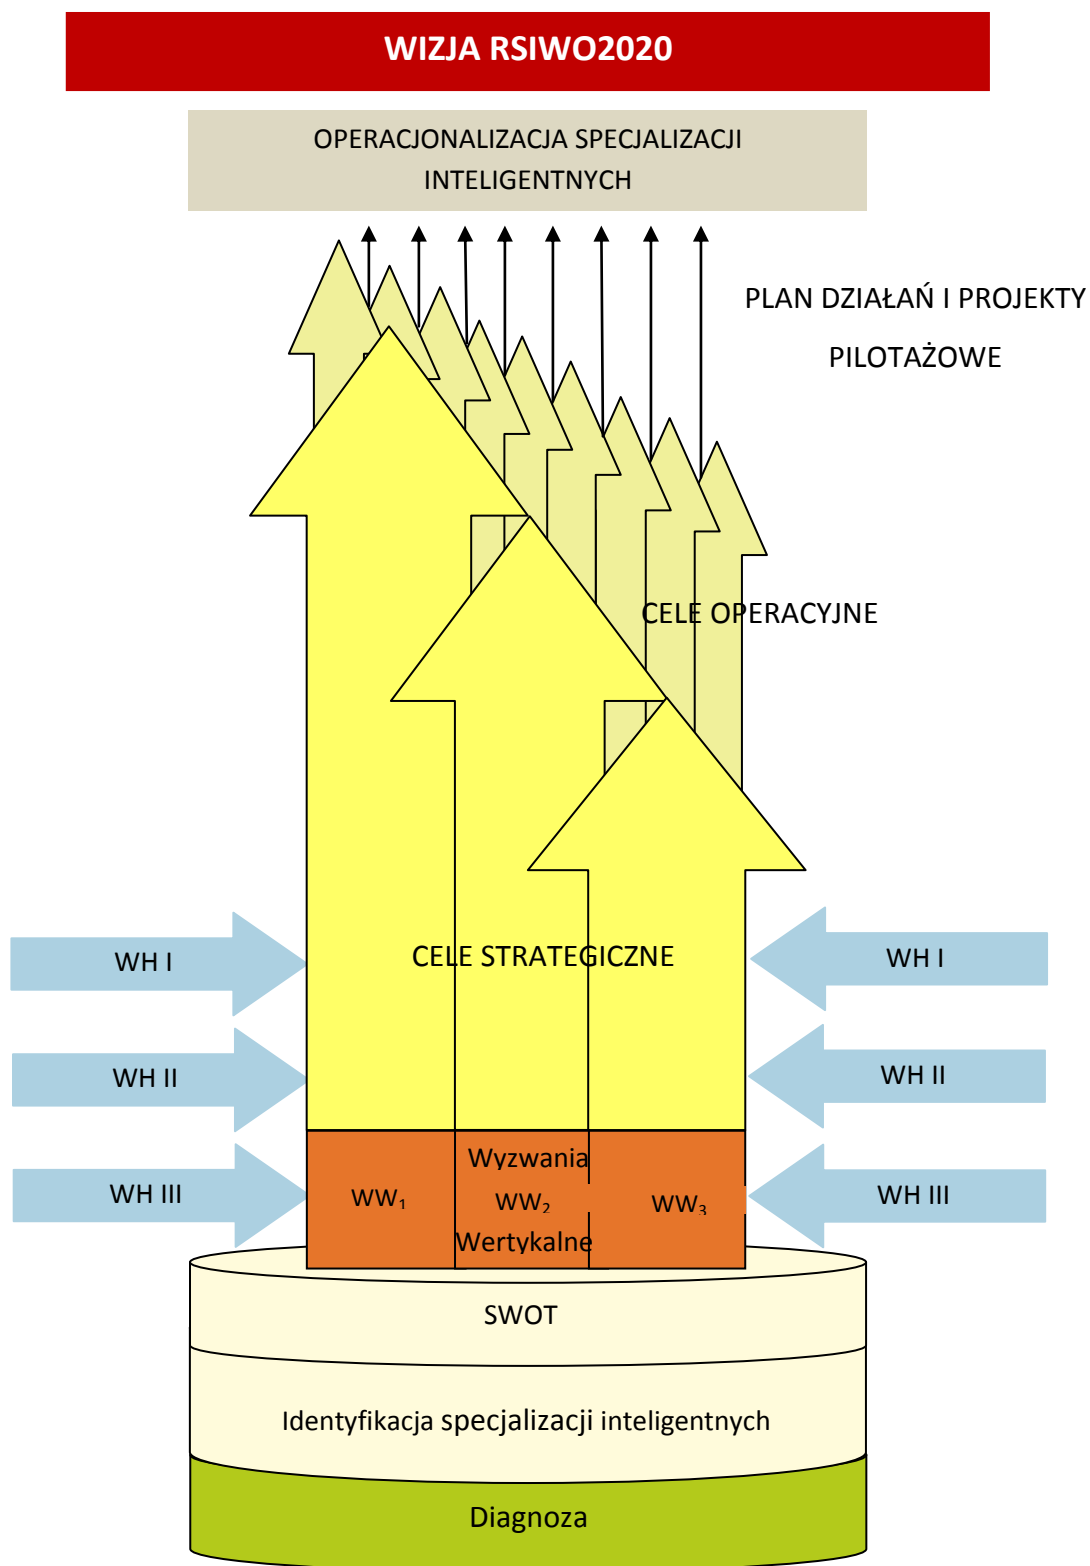 WIZJA RSIWO2020
OPERACJONALIZACJA SPECJALIZACJI
INTELIGENTNYCH
PLAN DZIAŁAŃ I PROJEKTY
PILOTAŻOWE
CELE OPERACYJNE
CELE STRATEGICZNE
WH I
WH I
WH II
WH II
WH III
WH III
Wyzwania
WW₁
WW₂
WW₃
Wertykalne
SWOT
Identyfikacja specjalizacji inteligentnych
Diagnoza